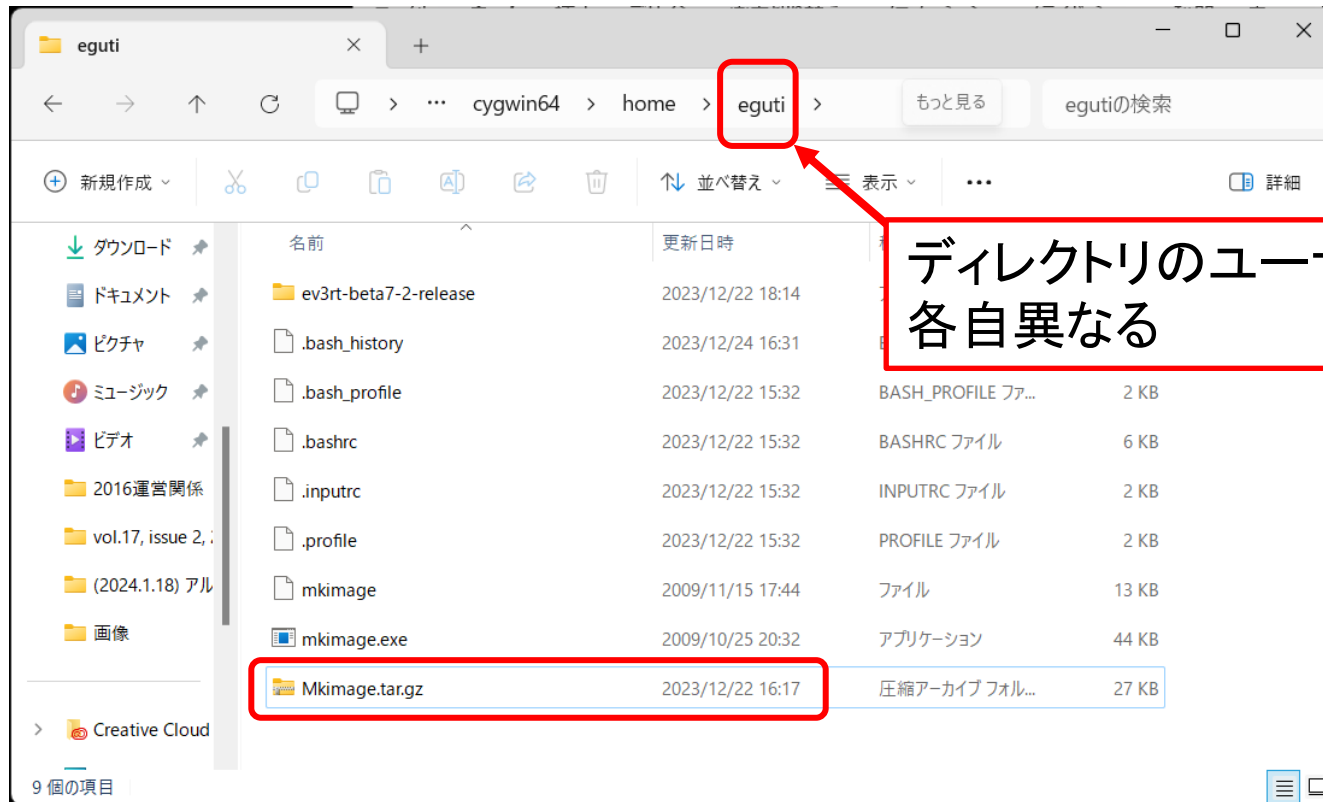 eguti
cygwin64 > home > eguti >
もっと見る
egutiの検索
新規作成
並べ替え
表示
詳細
名前
更新日時
ディレクトリのユー
各自異なる
ダウンロード
ドキュメント
ピクチャ
ミュージック
ビデオ
2016運営関係
vol.17, issue 2,
(2024.1.18) アル
画像
Creative Cloud
ev3rt-beta7-2-release 2023/12/22 18:14
.bash_history 2023/12/24 16:31
.bash_profile 2023/12/22 15:32 BASH_PROFILE ファ... 2 KB
.bashrc 2023/12/22 15:32 BASHRC ファイル 6 KB
.inputrc 2023/12/22 15:32 INPUTRC ファイル 2 KB
.profile 2023/12/22 15:32 PROFILE ファイル 2 KB
mkimage 2009/11/15 17:44 ファイル 13 KB
mkimage.exe 2009/10/25 20:32 アプリケーション 44 KB
Mkimage.tar.gz 2023/12/22 16:17 圧縮アーカイブ フォル... 27 KB
9 個の項目